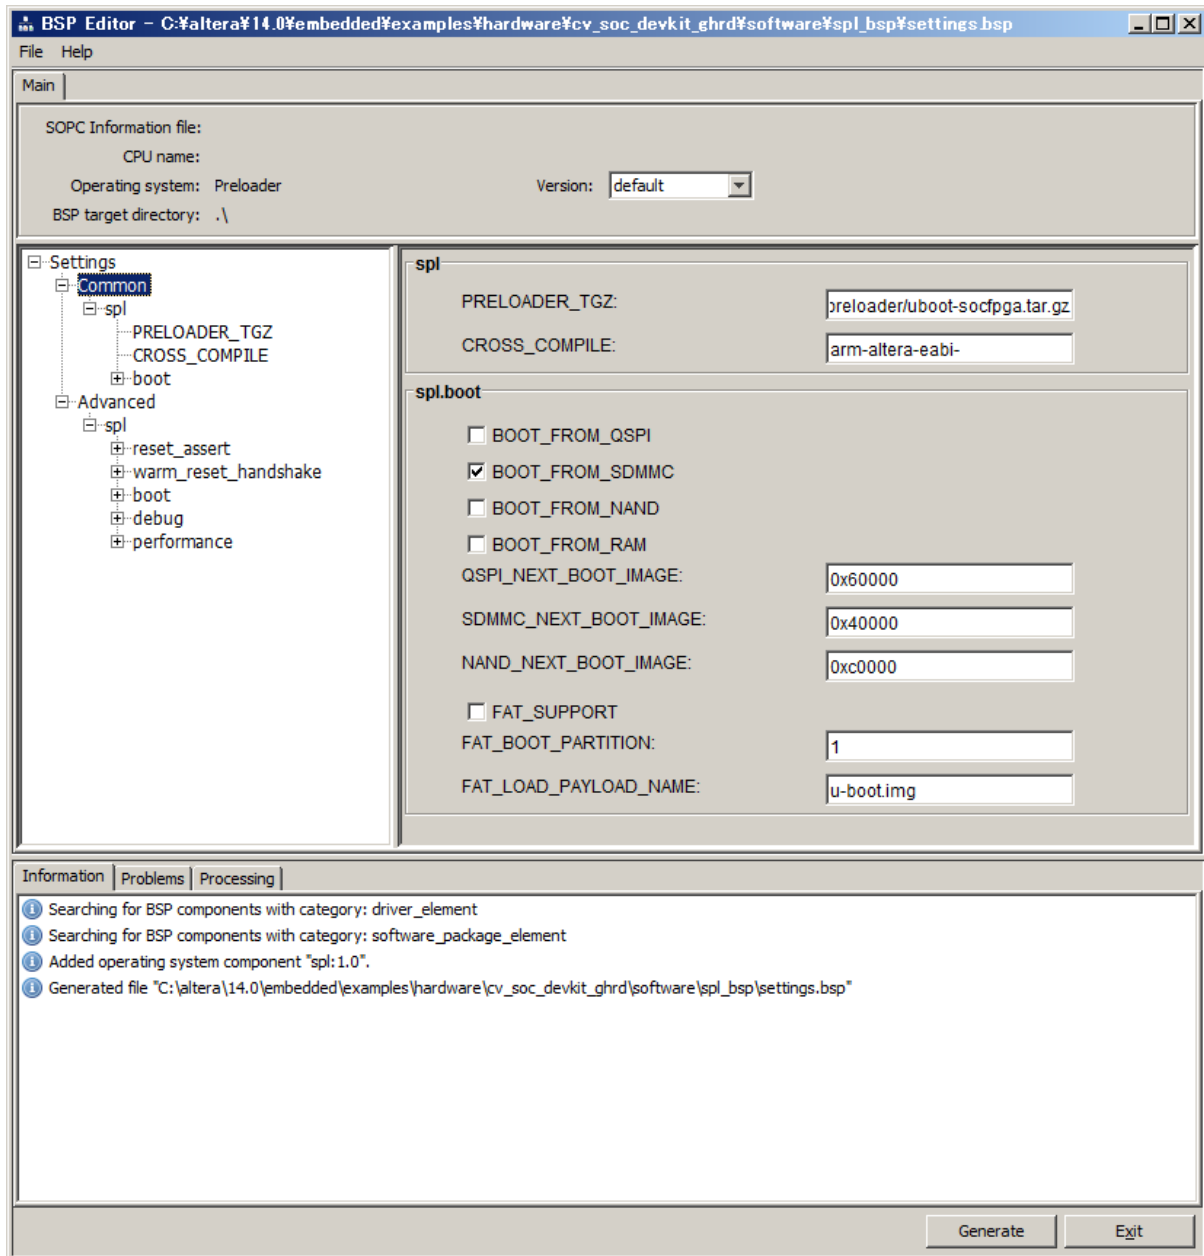 BSP Editor - C:¥altera¥14.0¥embedded¥examples¥hardware¥cv_soc_devkit_ghrd¥software¥spl_bsp¥settings.bsp
File Help
Main
SOPC Information file:
CPU name:
Operating system: Preloader Version: default
BSP target directory: .\
Settings
Common
spl
PRELOADER_TGZ
CROSS_COMPILE
boot
Advanced
spl
reset_assert
warm_reset_handshake
boot
debug
performance
spl
PRELOADER_TGZ: preloader/uboot-socfpga.tar.gz
CROSS_COMPILE: arm-altera-eabi-
spl.boot
BOOT_FROM_QSPI
BOOT_FROM_SDMMC
BOOT_FROM_NAND
BOOT_FROM_RAM
QSPI_NEXT_BOOT_IMAGE: 0x60000
SDMMC_NEXT_BOOT_IMAGE: 0x40000
NAND_NEXT_BOOT_IMAGE: 0xc0000
FAT_SUPPORT
FAT_BOOT_PARTITION: 1
FAT_LOAD_PAYLOAD_NAME: u-boot.img
Information Problems Processing
Searching for BSP components with category: driver_element
Searching for BSP components with category: software_package_element
Added operating system component "spl:1.0".
Generated file "C:\altera\14.0\embedded\examples\hardware\cv_soc_devkit_ghrd\software\spl_bsp\settings.bsp"
Generate Exit